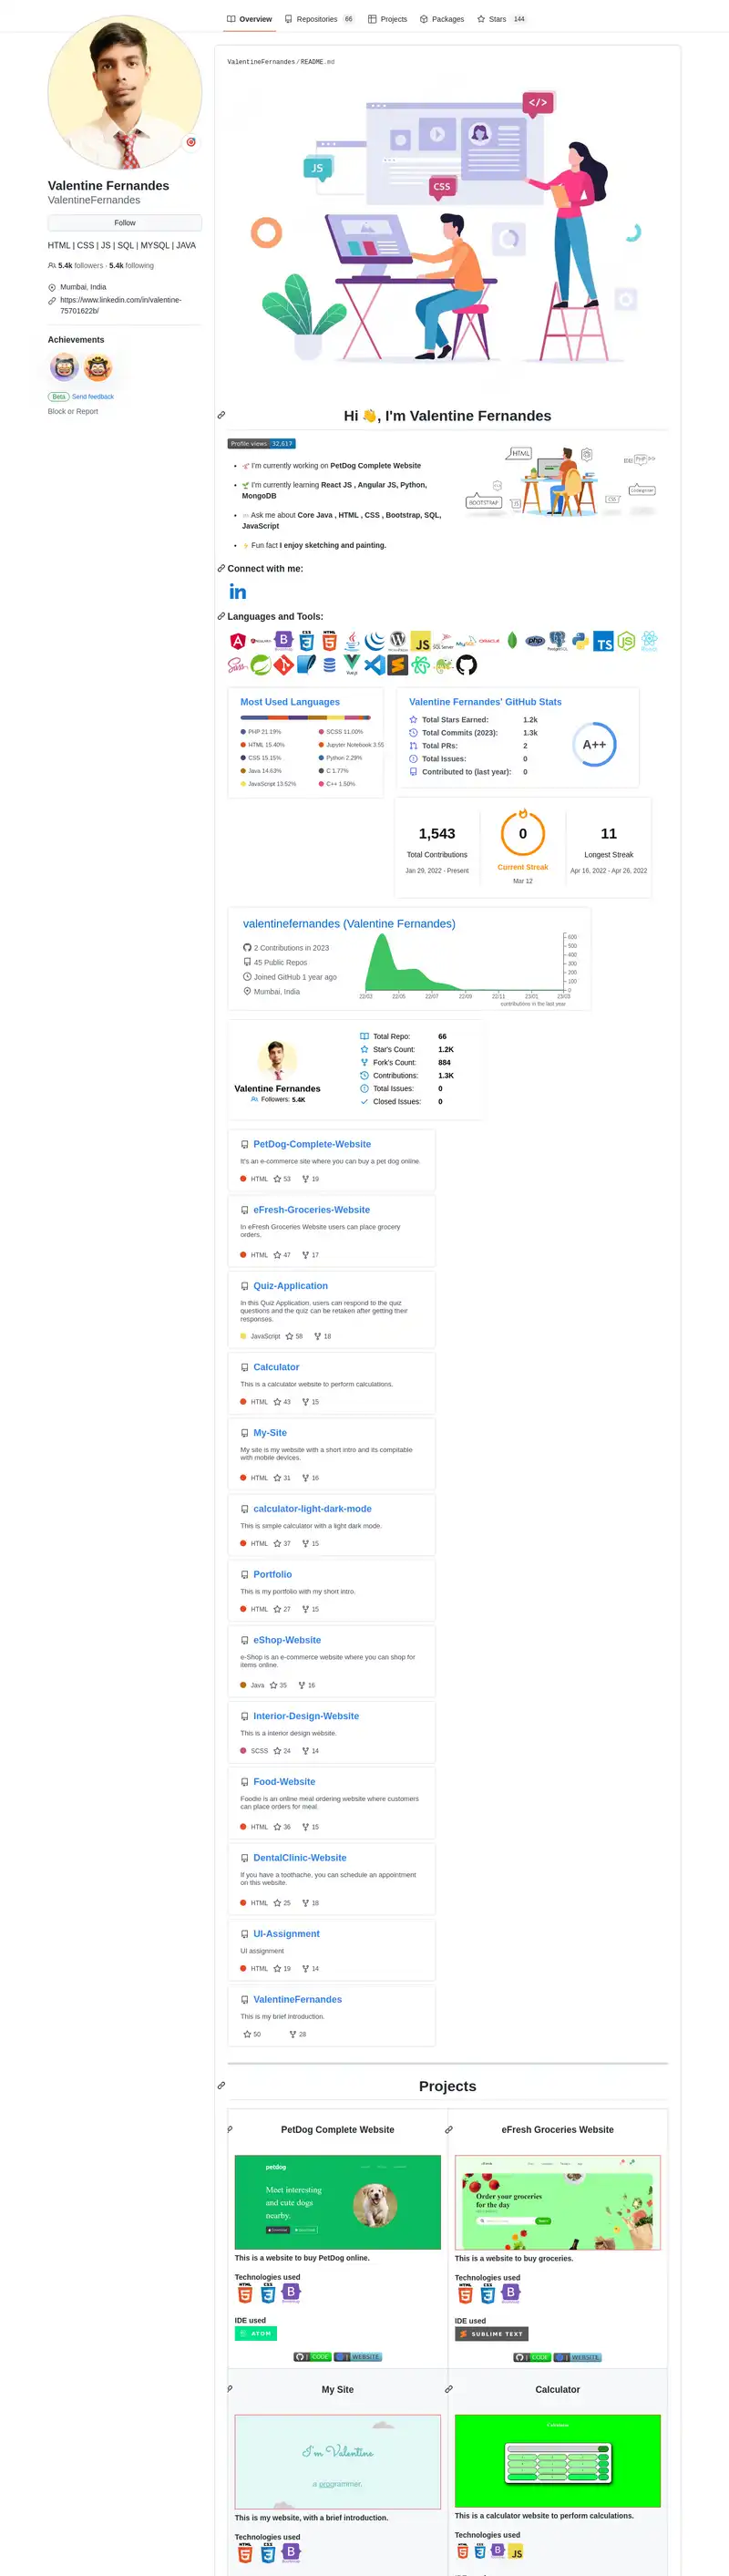 Overview
Repositories 66
Projects
Packages
Stars 144
Valentine Fernandes
ValentineFernandes
Follow
HTML | CSS | JS | SQL | MYSQL | JAVA
5.4k followers · 5.4k following
Mumbai, India
https://www.linkedin.com/in/valentine-
75701622b/
Achievements
Beta Send feedback
Block or Report
ValentineFernandes/README.md
</>
JS
CSS
Hi 👋, I'm Valentine Fernandes
Profile views 32,617
I'm currently working on PetDog Complete Website
I'm currently learning React JS , Angular JS, Python,
MongoDB
Ask me about Core Java , HTML , CSS , Bootstrap, SQL,
JavaScript
Fun fact I enjoy sketching and painting.
HTML
PHP
BOOTSTRAP
JS
CSS
Connect with me:
in
Languages and Tools:
Most Used Languages
PHP 21.19%
HTML 15.40%
CSS 15.15%
Java 14.63%
JavaScript 13.52%
SCSS 11.00%
Jupyter Notebook 3.55
Python 2.29%
C 1.77%
C++ 1.50%
Valentine Fernandes' GitHub Stats
Total Stars Earned: 1.2k
Total Commits (2023): 1.3k
Total PRs: 2
Total Issues: 0
Contributed to (last year): 0
A++
1,543
Total Contributions
Jan 29, 2022 - Present
0
Current Streak
Mar 12
11
Longest Streak
Apr 16, 2022 - Apr 26, 2022
valentinefernandes (Valentine Fernandes)
2 Contributions in 2023
45 Public Repos
Joined GitHub 1 year ago
Mumbai, India
600
500
400
300
200
100
0
22/03 22/05 22/07 22/09 22/11 23/01 23/03
contributions in the last year
Valentine Fernandes
Followers: 5.4K
Total Repo: 66
Star's Count: 1.2K
Fork's Count: 884
Contributions: 1.3K
Total Issues: 0
Closed Issues: 0
PetDog-Complete-Website
It's an e-commerce site where you can buy a pet dog online.
HTML 53 19
eFresh-Groceries-Website
In eFresh Groceries Website users can place grocery
orders.
HTML 47 17
Quiz-Application
In this Quiz Application, users can respond to the quiz
questions and the quiz can be retaken after getting their
responses.
JavaScript 58 18
Calculator
This is a calculator website to perform calculations.
HTML 43 15
My-Site
My site is my website with a short intro and its compitable
with mobile devices.
HTML 31 16
calculator-light-dark-mode
This is simple calculator with a light dark mode.
HTML 37 15
Portfolio
This is my portfolio with my short intro.
HTML 27 15
eShop-Website
e-Shop is an e-commerce website where you can shop for
items online.
Java 35 16
Interior-Design-Website
This is a interior design website.
SCSS 24 14
Food-Website
Foodie is an online meal ordering website where customers
can place orders for meal.
HTML 36 15
DentalClinic-Website
If you have a toothache, you can schedule an appointment
on this website.
HTML 25 18
UI-Assignment
UI assignment
HTML 19 14
ValentineFernandes
This is my brief introduction.
50 28
Projects
PetDog Complete Website
petdog
Meet interesting
and cute dogs
nearby.
This is a website to buy PetDog online.
Technologies used
IDE used
ATOM
CODE WEBSITE
eFresh Groceries Website
Order your groceries
for the day
This is a website to buy groceries.
Technologies used
IDE used
SUBLIME TEXT
CODE WEBSITE
My Site
I'm Valentine
a programmer.
This is my website, with a brief introduction.
Technologies used
Calculator
Calculator
This is a calculator website to perform calculations.
Technologies used